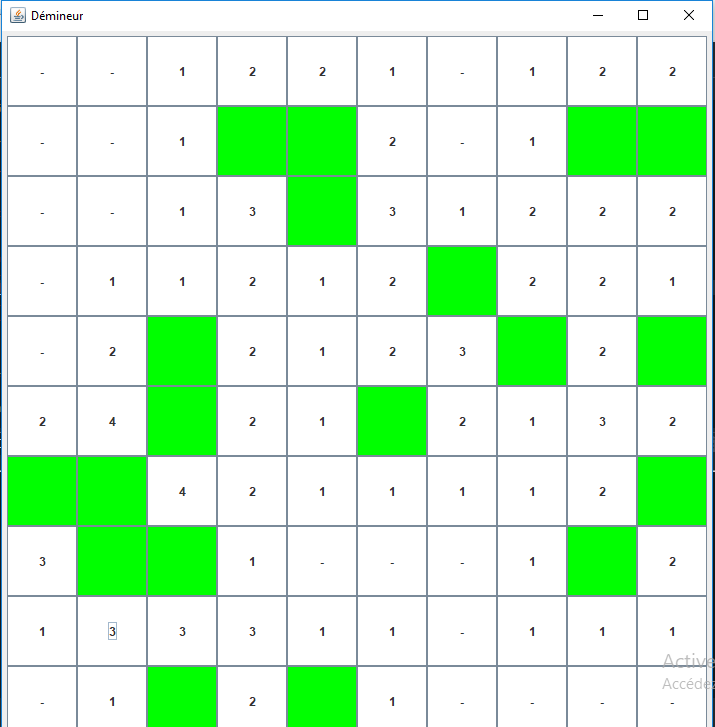 Démineur
- - 1 2 2 1 - 1 2 2
- - 1 2 - 1
- - 1 3 3 1 2 2 2
- 1 1 2 1 2 2 2 1
- 2 2 1 2 3 2
2 4 2 1 2 1 3 2
4 2 1 1 1 1 2
3 1 - - - 1 2
1 3 3 3 1 1 - 1 1 1
Active
- 1 2 1 - - - -
Accédez